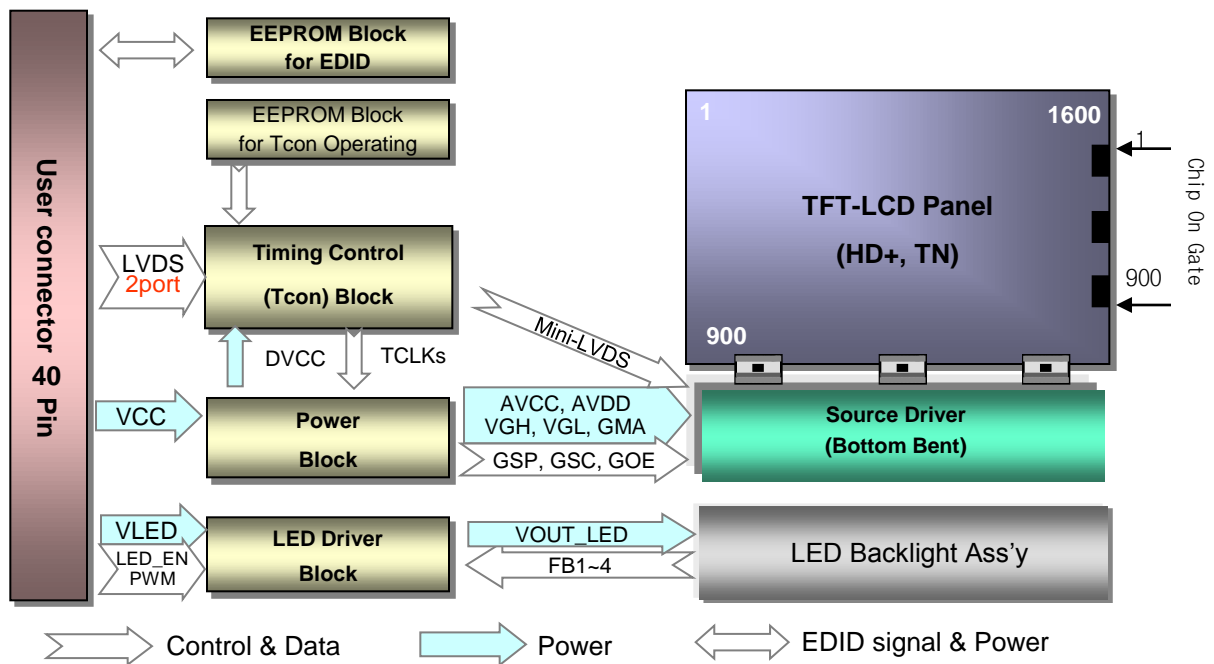 User connector 40 Pin
EEPROM Block
for EDID
EEPROM Block
for Tcon Operating
LVDS
2port
Timing Control
(Tcon) Block
DVCC
TCLKs
VCC
Power
Block
VLED
LED_EN
PWM
LED Driver
Block
Mini-LVDS
AVCC, AVDD
VGH, VGL, GMA
GSP, GSC, GOE
VOUT_LED
FB1~4
1
1600
TFT-LCD Panel
(HD+, TN)
900
1
900
Chip On Gate
Source Driver
(Bottom Bent)
LED Backlight Ass'y
Control & Data
Power
EDID signal & Power